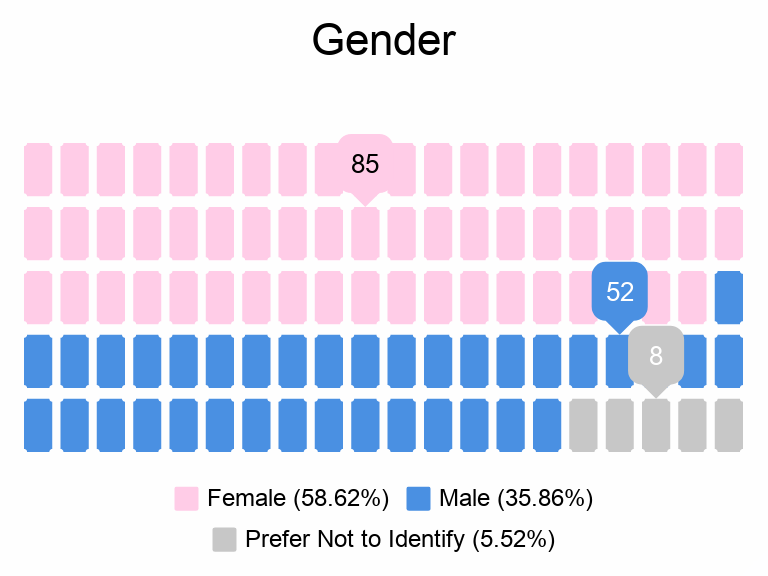 Gender
85
52
8
Female (58.62%) Male (35.86%)
Prefer Not to Identify (5.52%)